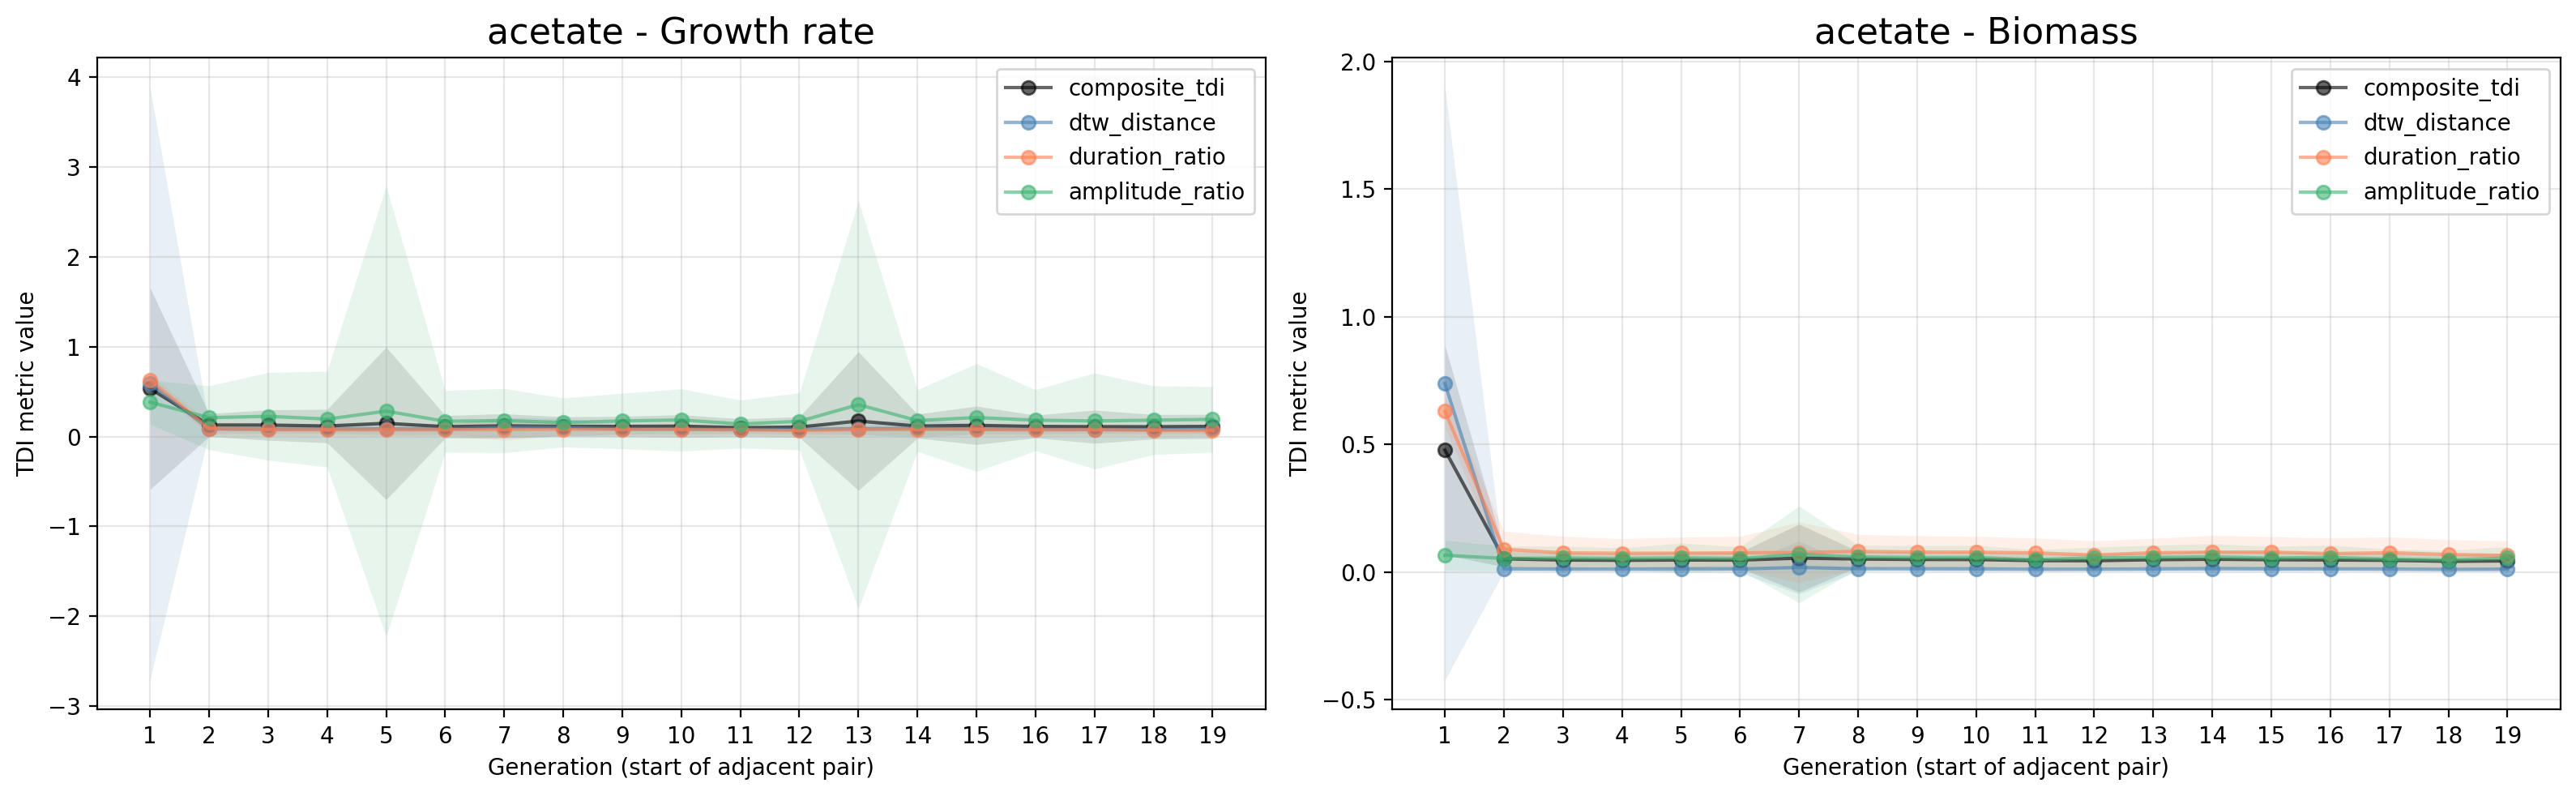 acetate - Growth rate
4
3
2
1
0
−1
−2
−3
TDI metric value
composite_tdi
dtw_distance
duration_ratio
amplitude_ratio
1 2 3 4 5 6 7 8 9 10 11 12 13 14 15 16 17 18 19
Generation (start of adjacent pair)
acetate - Biomass
2.0
1.5
1.0
0.5
0.0
−0.5
TDI metric value
composite_tdi
dtw_distance
duration_ratio
amplitude_ratio
1 2 3 4 5 6 7 8 9 10 11 12 13 14 15 16 17 18 19
Generation (start of adjacent pair)